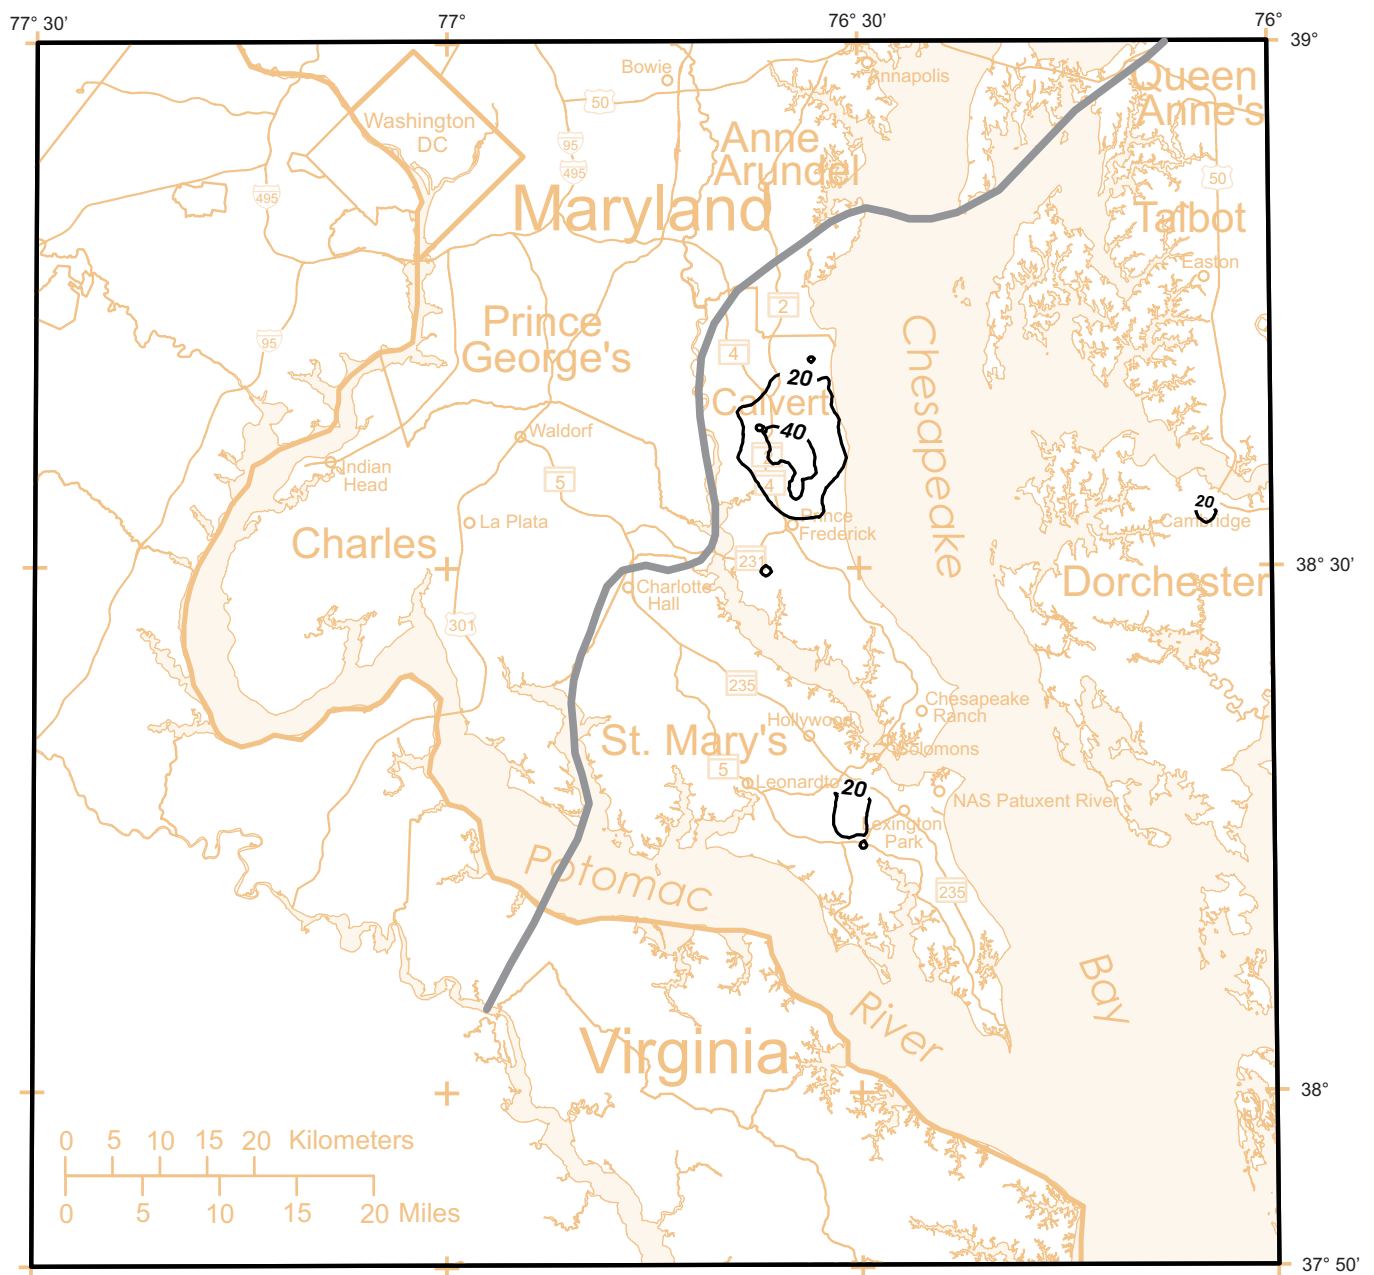 77° 30'
77°
76° 30'
76°
39°
Bowie
Annapolis
Queen
Anne's
50
Washington
DC
95
495
Anne
Arundel
495
Maryland
50
Talbot
Easton
2
95
Prince
George's
4
Chesapeake
20
Calvert
Waldorf
40
Indian
Head
5
4
20
La Plata
Prince
Frederick
Cambridge
Charles
231
38° 30'
Charlotte
Hall
Dorchester
301
235
Chesapeake
Ranch
Hollywood
St. Mary's
Solomons
5
Leonardto
20
NAS Patuxent River
exington
Park
Potomac
235
Bay
River
Virginia
38°
0 5 10 15 20 Kilometers
0 5 10 15 20 Miles
37° 50'